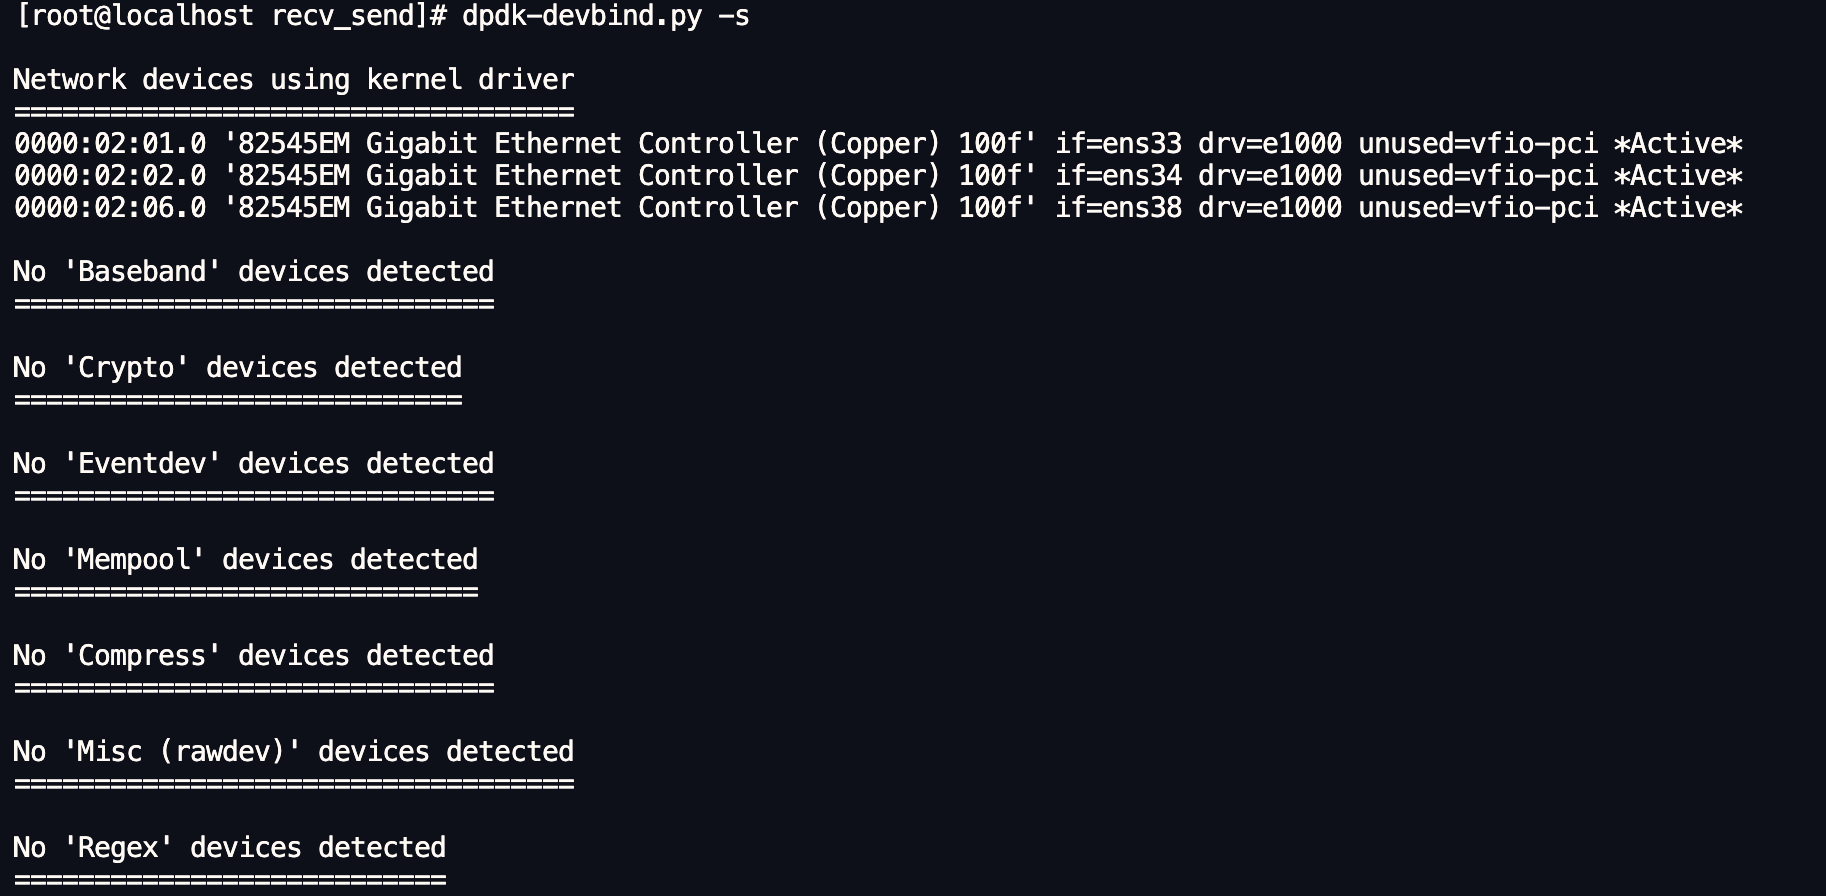 [root@localhost recv_send]# dpdk-devbind.py -s
Network devices using kernel driver
===================================
0000:02:01.0 '82545EM Gigabit Ethernet Controller (Copper) 100f' if=ens33 drv=e1000 unused=vfio-pci *Active*
0000:02:02.0 '82545EM Gigabit Ethernet Controller (Copper) 100f' if=ens34 drv=e1000 unused=vfio-pci *Active*
0000:02:06.0 '82545EM Gigabit Ethernet Controller (Copper) 100f' if=ens38 drv=e1000 unused=vfio-pci *Active*
No 'Baseband' devices detected
==============================
No 'Crypto' devices detected
============================
No 'Eventdev' devices detected
==============================
No 'Mempool' devices detected
=============================
No 'Compress' devices detected
==============================
No 'Misc (rawdev)' devices detected
===================================
No 'Regex' devices detected
===========================